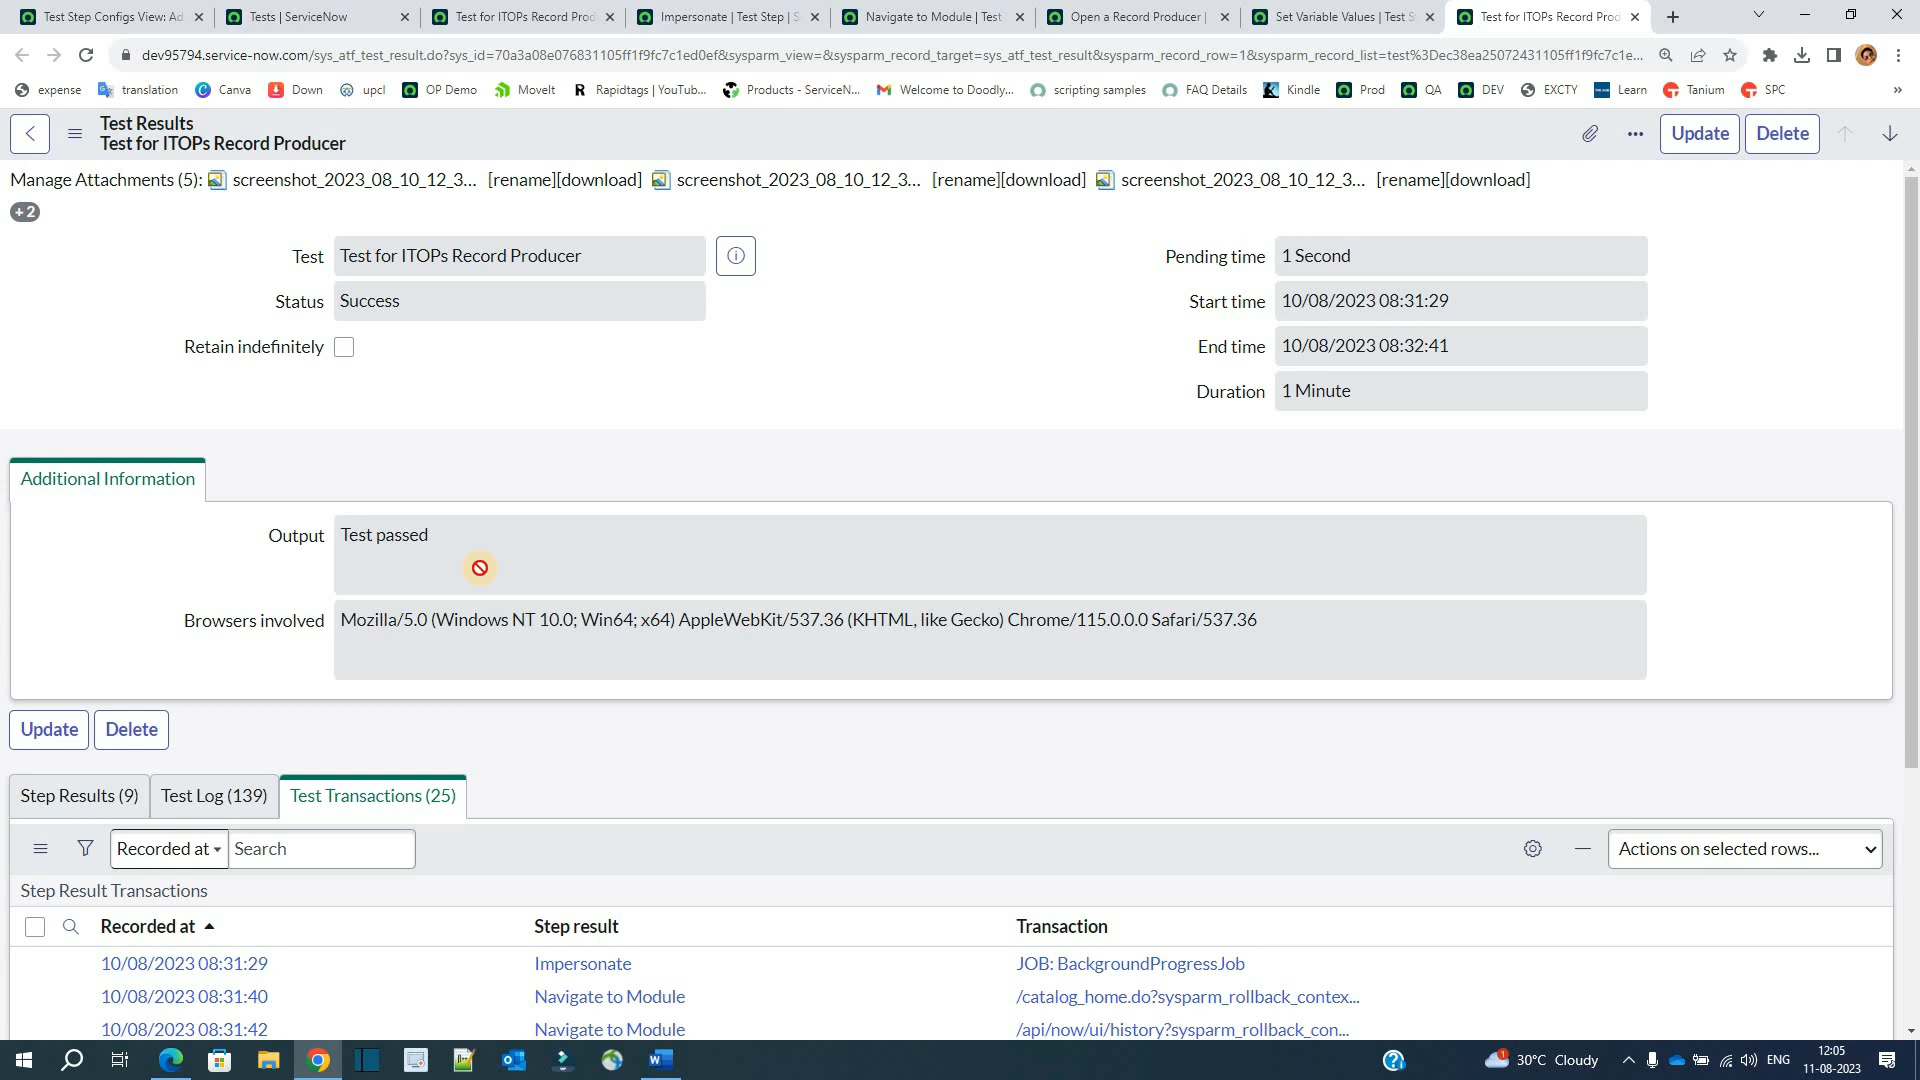 Test Step Configs View: Ad
Tests | ServiceNow
Test for ITOPs Record Prod
Impersonate | Test Step | S
Navigate to Module | Test
Open a Record Producer |
Set Variable Values | Test S
Test for ITOPs Record Prod
dev95794.service-now.com/sys_atf_test_result.do?sys_id=70a3a08e076831105ff1f9fc7c1ed0ef&sysparm_view=&sysparm_record_target=sys_atf_test_result&sysparm_record_row=1&sysparm_record_list=test%3Dec38ea25072431105ff1f9fc7c1e...
expense translation Canva Down upcl OP Demo MoveIt Rapidtags | YouTub... Products - ServiceN... Welcome to Doodly... scripting samples FAQ Details Kindle Prod QA DEV EXCTY Learn Tanium SPC »
Test Results
Test for ITOPs Record Producer
Update Delete
Manage Attachments (5): screenshot_2023_08_10_12_3... [rename][download] screenshot_2023_08_10_12_3... [rename][download] screenshot_2023_08_10_12_3... [rename][download]
+2
Test Test for ITOPs Record Producer
Pending time 1 Second
Status Success
Start time 10/08/2023 08:31:29
Retain indefinitely
End time 10/08/2023 08:32:41
Duration 1 Minute
Additional Information
Output Test passed
Browsers involved Mozilla/5.0 (Windows NT 10.0; Win64; x64) AppleWebKit/537.36 (KHTML, like Gecko) Chrome/115.0.0.0 Safari/537.36
Update Delete
Step Results (9) Test Log (139) Test Transactions (25)
Recorded at Search Actions on selected rows...
Step Result Transactions
Recorded at Step result Transaction
10/08/2023 08:31:29 Impersonate JOB: BackgroundProgressJob
10/08/2023 08:31:40 Navigate to Module /catalog_home.do?sysparm_rollback_contex...
10/08/2023 08:31:42 Navigate to Module /api/now/ui/history?sysparm_rollback_con...
1 30°C Cloudy ENG 12:05
11-08-2023